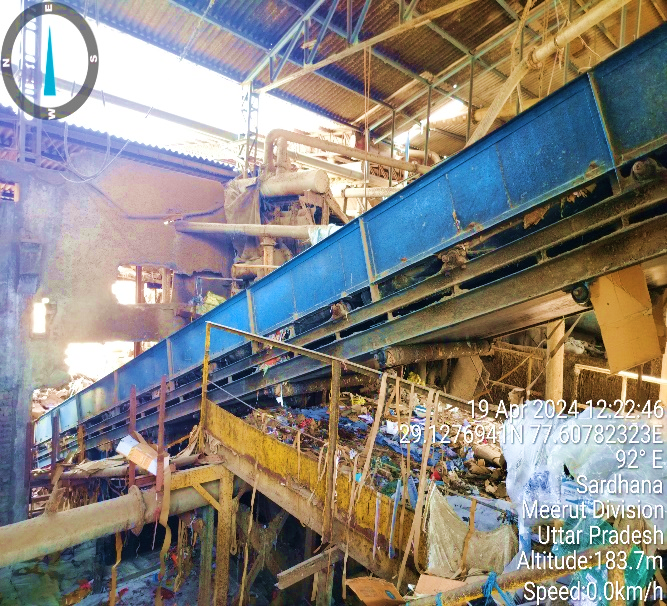 E
N
S
W
19 Apr 2024 12:22:46
29.1276941N 77.60782323E
92° E
Sardhana
Meerut Division
Uttar Pradesh
Altitude:183.7m
Speed:0.0km/h